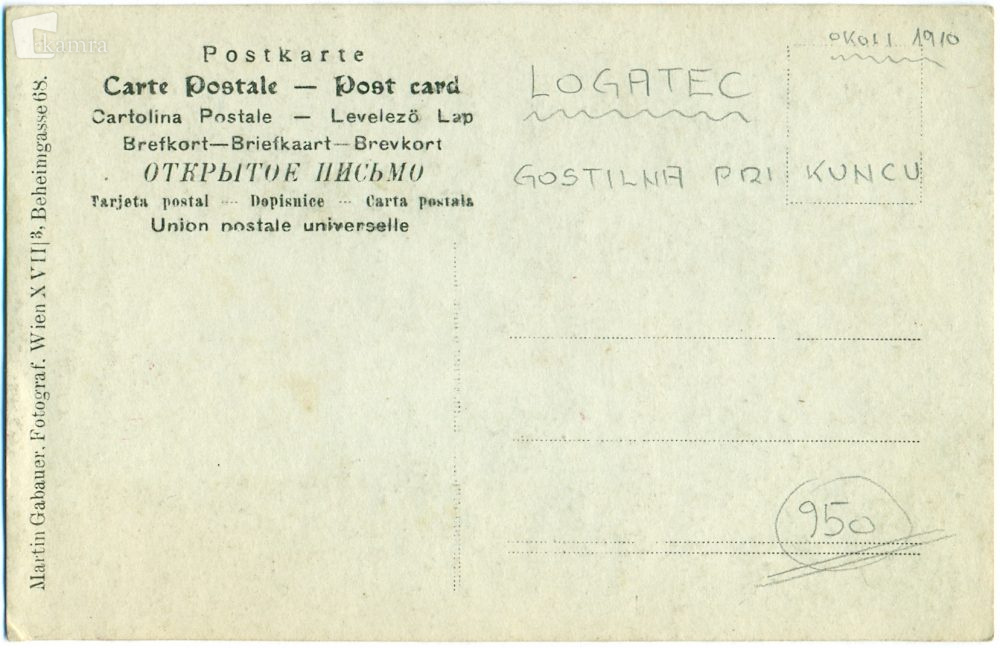 kamra
Postkarte
Carte Postale — Post card
Cartolina Postale — Levelező Lap
Brefkort—Briefkaart—Brevkort
ОТКРЫТОЕ ПИСЬМО
Tarjeta postal — Dopisnice — Carta postala
Union postale universelle
Martin Gabauer, Fotograf. Wien XVII|3, Beheimgasse 68.
OKOLI 1910
LOGATEC
GOSTILNA PRI KUNCU
950